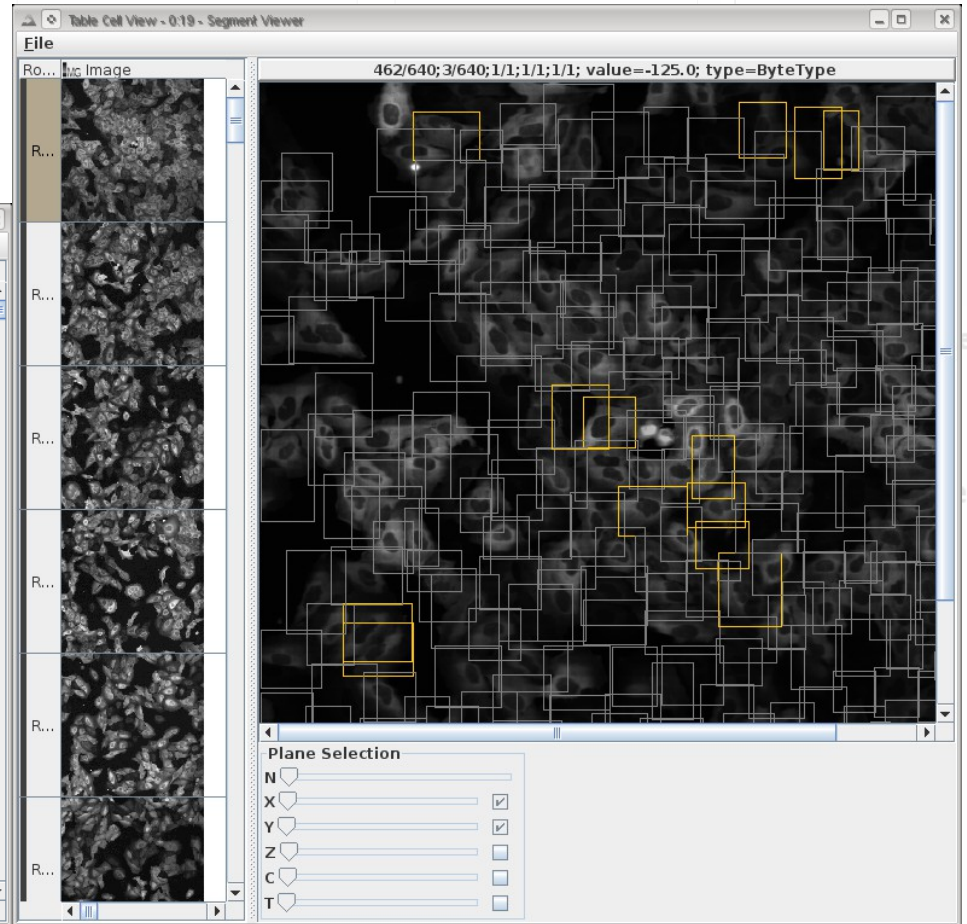 Table Cell View - 0:19 - Segment Viewer
File
Ro... IMG Image
462/640;3/640;1/1;1/1;1/1; value=-125.0; type=ByteType
R...
R...
R...
R...
R...
R...
Plane Selection
N
X
Y
Z
C
T